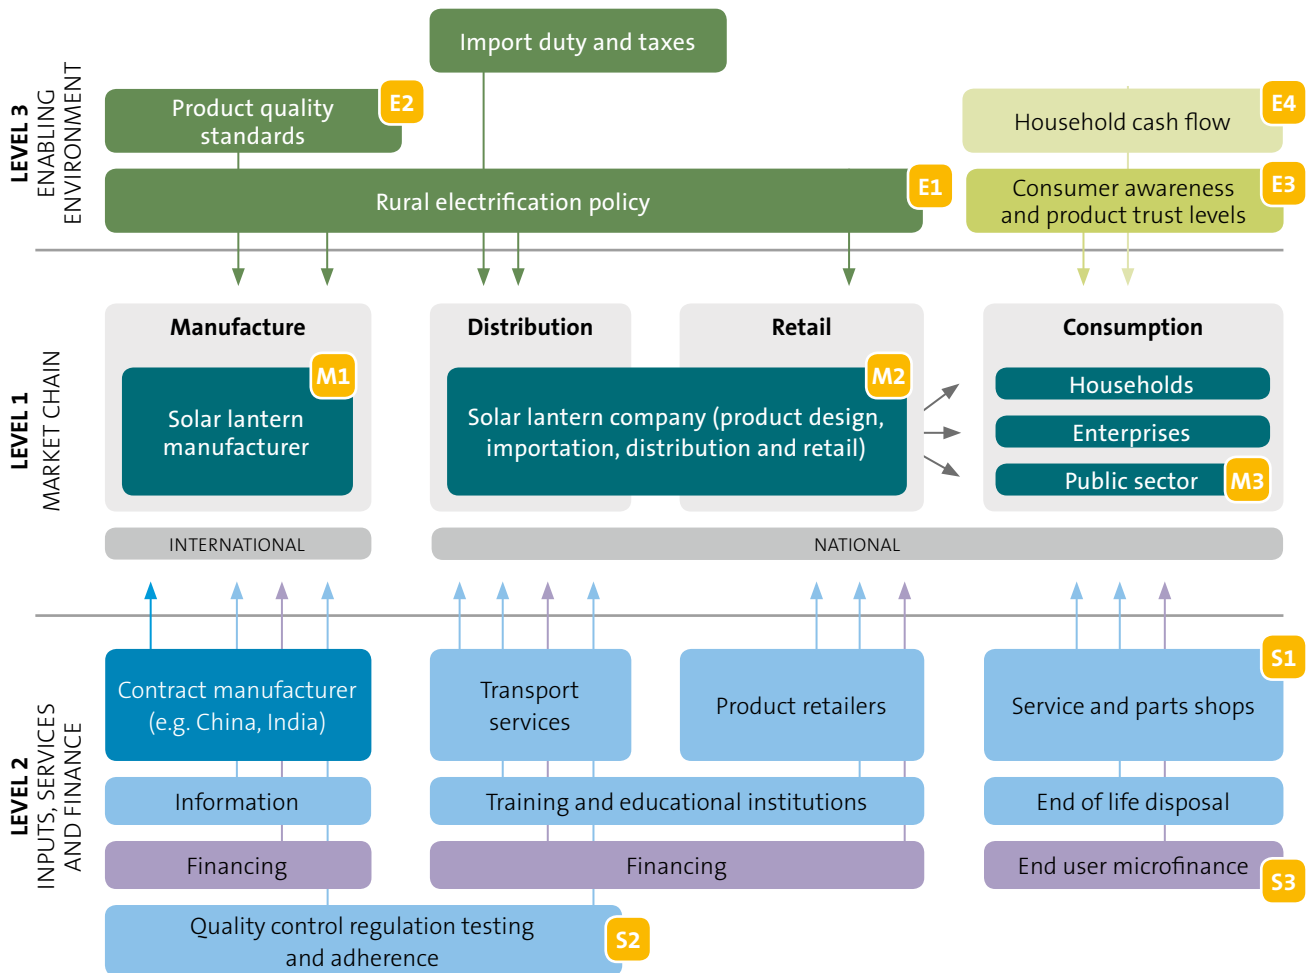 LEVEL 3
ENABLING
ENVIRONMENT
Import duty and taxes
Product quality
standards
E2
Household cash flow
E4
Rural electrification policy
E1
Consumer awareness
and product trust levels
E3
LEVEL 1
MARKET CHAIN
Manufacture
Distribution
Retail
Consumption
M1
Solar lantern
manufacturer
M2
Solar lantern company (product design,
importation, distribution and retail)
Households
Enterprises
Public sector
M3
INTERNATIONAL
NATIONAL
LEVEL 2
INPUTS, SERVICES
AND FINANCE
Contract manufacturer
(e.g. China, India)
Transport
services
Product retailers
Service and parts shops
S1
Information
Training and educational institutions
End of life disposal
Financing
Financing
End user microfinance
S3
Quality control regulation testing
and adherence
S2